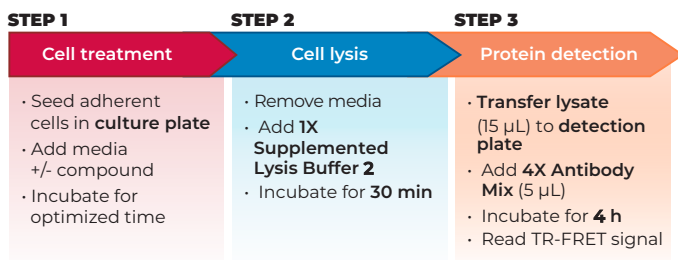 STEP 1
Cell treatment
· Seed adherent
cells in culture plate
· Add media
+/- compound
· Incubate for
optimized time
STEP 2
Cell lysis
· Remove media
· Add 1X
Supplemented
Lysis Buffer 2
· Incubate for 30 min
STEP 3
Protein detection
· Transfer lysate
(15 µL) to detection
plate
· Add 4X Antibody
Mix (5 µL)
· Incubate for 4 h
· Read TR-FRET signal